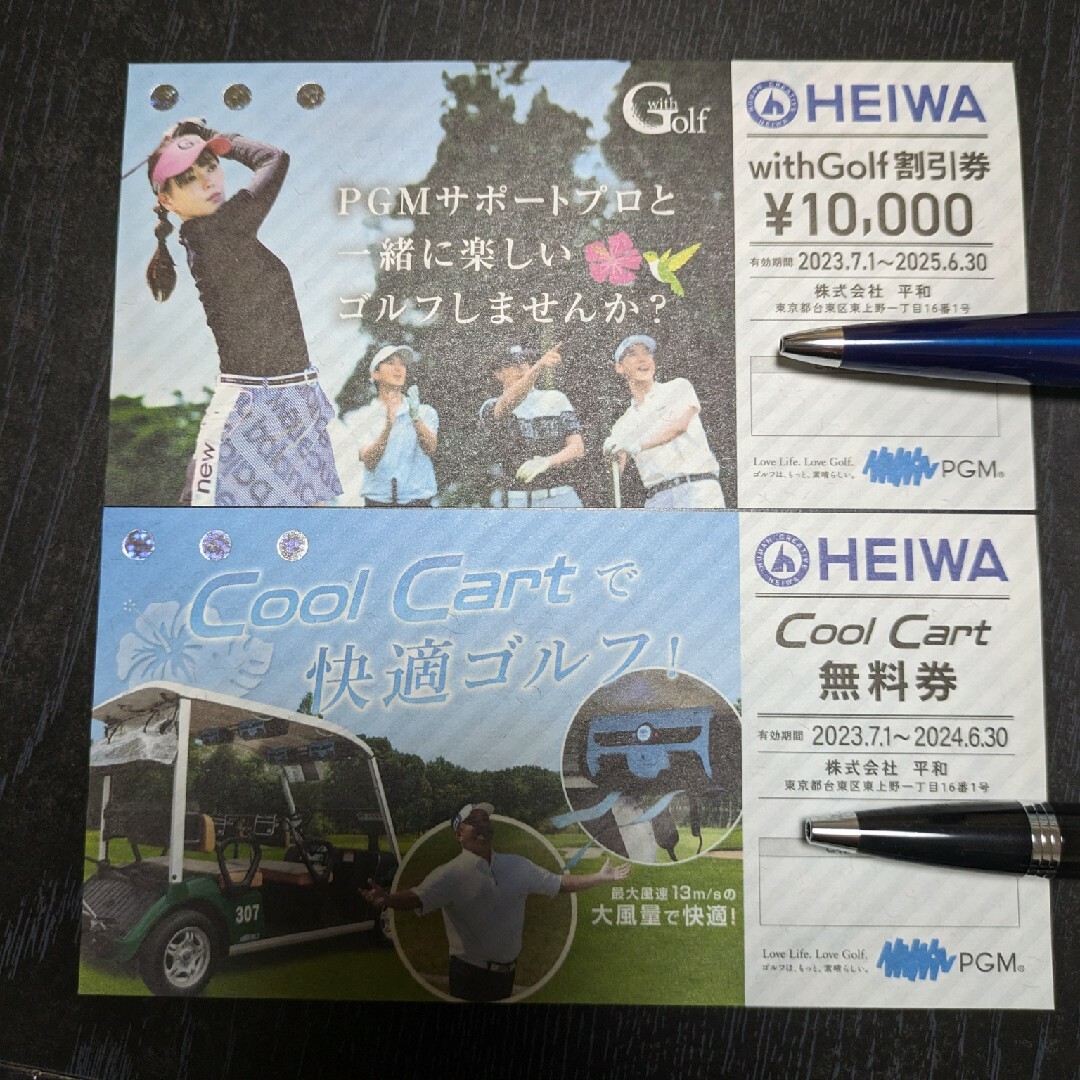 with
Golf
PGMサポートプロと
一緒に楽しい
ゴルフしませんか？
new
HUMAN CREATIVE
HEIWA
HEIWA
withGolf 割引券
¥10,000
有効期間 2023.7.1～2025.6.30
株式会社 平和
東京都台東区東上野一丁目16番1号
Love Life. Love Golf.
ゴルフは、もっと、素晴らしい。
PGM®
Cool Cartで
快適ゴルフ！
307
最大風速13m/sの
大風量で快適！
HUMAN CREATIVE
HEIWA
HEIWA
Cool Cart
無料券
有効期間 2023.7.1～2024.6.30
株式会社 平和
東京都台東区東上野一丁目16番1号
Love Life. Love Golf.
ゴルフは、もっと、素晴らしい。
PGM®